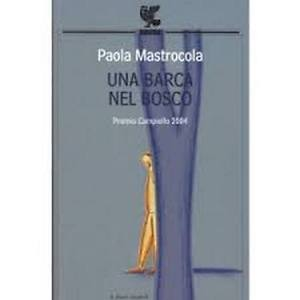 Paola Mastrocola
UNA BARCA
NEL BOSCO
Premio Campiello 2004